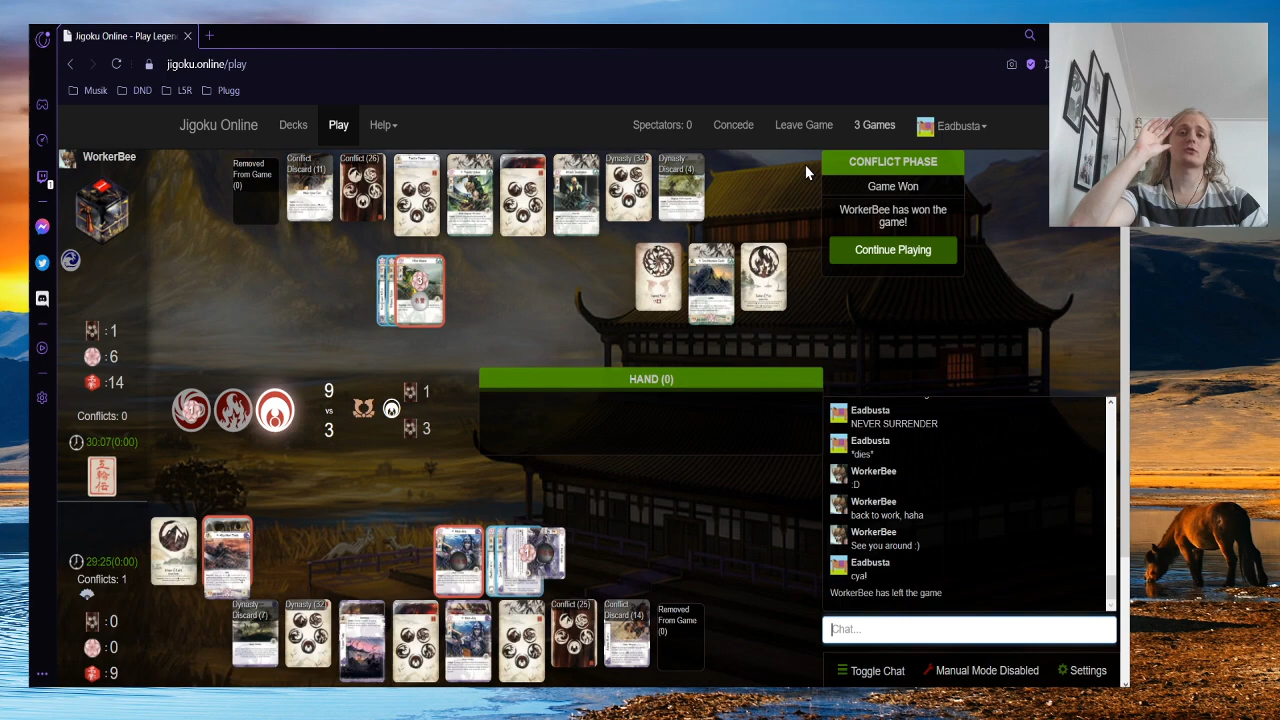 Jigoku Online - Play Legen
jigoku.online/play
Musik
DND
L5R
Plugg
Jigoku Online
Decks
Play
Help
Spectators: 0
Concede
Leave Game
3 Games
Eadbusta
WorkerBee
Removed
From Game
(0)
Conflict
Discard (11)
Conflict (26)
Dynasty (34)
Dynasty
Discard (4)
CONFLICT PHASE
Game Won
WorkerBee has won the
game!
Continue Playing
3
:1
:6
:14
Conflicts: 0
30:07(0:00)
9
vs
3
1
3
HAND (0)
Eadbusta
NEVER SURRENDER
Eadbusta
*dies*
WorkerBee
:D
WorkerBee
back to work, haha
WorkerBee
See you around :)
Eadbusta
cya!
WorkerBee has left the game
Chat...
29:25(0:00)
Conflicts: 1
:0
:0
:9
Dynasty
Discard (7)
Dynasty (32)
Conflict (25)
Conflict
Discard (14)
Removed
From Game
(0)
Toggle Chat
Manual Mode Disabled
Settings